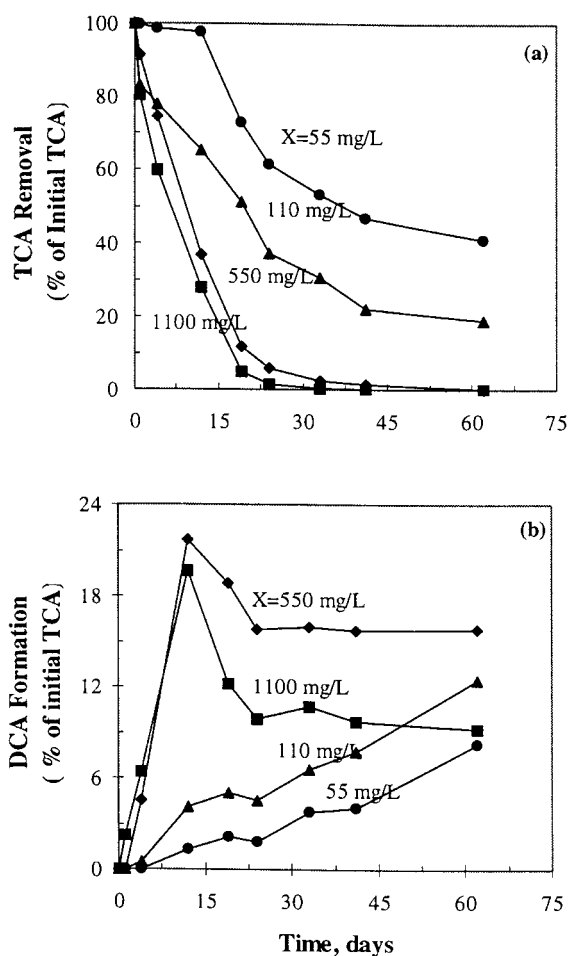 (a)
TCA Removal
(% of Initial TCA)
100
80
60
40
20
0
X=55 mg/L
110 mg/L
550 mg/L
1100 mg/L
0 15 30 45 60 75
(b)
DCA Formation
( % of initial TCA)
24
18
12
6
0
X=550 mg/L
1100 mg/L
110 mg/L
55 mg/L
0 15 30 45 60 75
Time, days